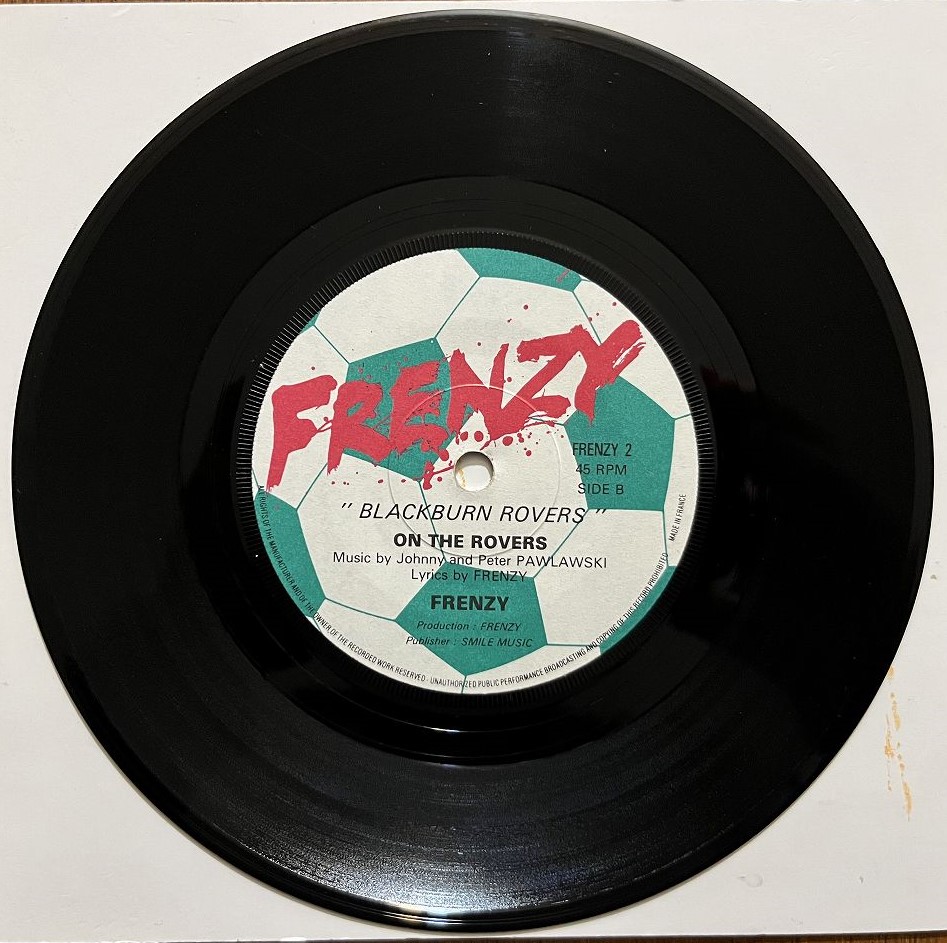 FRENZY
FRENZY 2
45 RPM
SIDE B
" BLACKBURN ROVERS "
ON THE ROVERS
Music by Johnny and Peter PAWLAWSKI
Lyrics by FRENZY
FRENZY
Production : FRENZY
Publisher : SMILE MUSIC
ALL RIGHTS OF THE MANUFACTURER AND OF THE OWNER OF THE RECORDED WORK RESERVED - UNAUTHORIZED PUBLIC PERFORMANCE BROADCASTING AND COPYING OF THIS RECORD PROHIBITED
MADE IN FRANCE